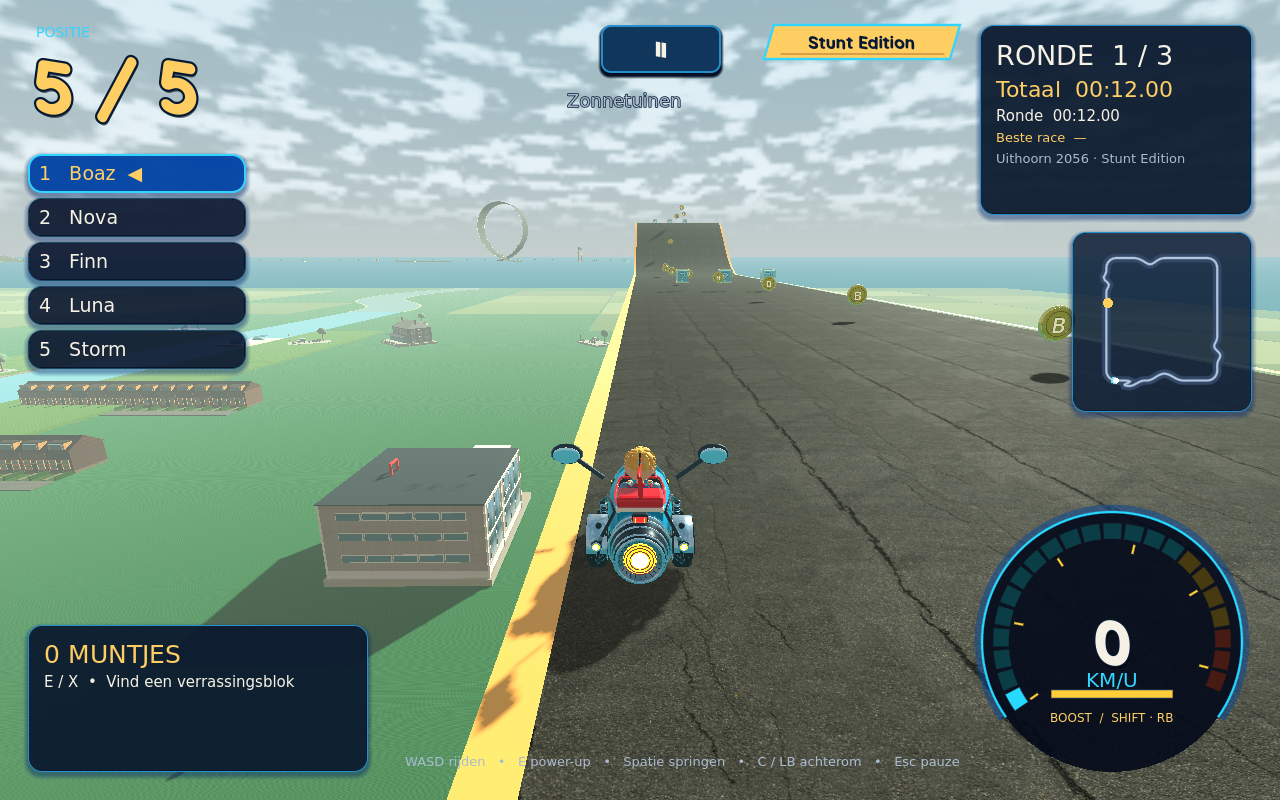 POSITIE
5 / 5
1 Boaz ◀
2 Nova
3 Finn
4 Luna
5 Storm
Zonnetuinen
Stunt Edition
RONDE 1 / 3
Totaal 00:12.00
Ronde 00:12.00
Beste race —
Uithoorn 2056 · Stunt Edition
B
B
0 MUNTJES
E / X • Vind een verrassingsblok
0
KM/U
BOOST / SHIFT · RB
WASD rijden • E power-up • Spatie springen • C / LB achterom • Esc pauze